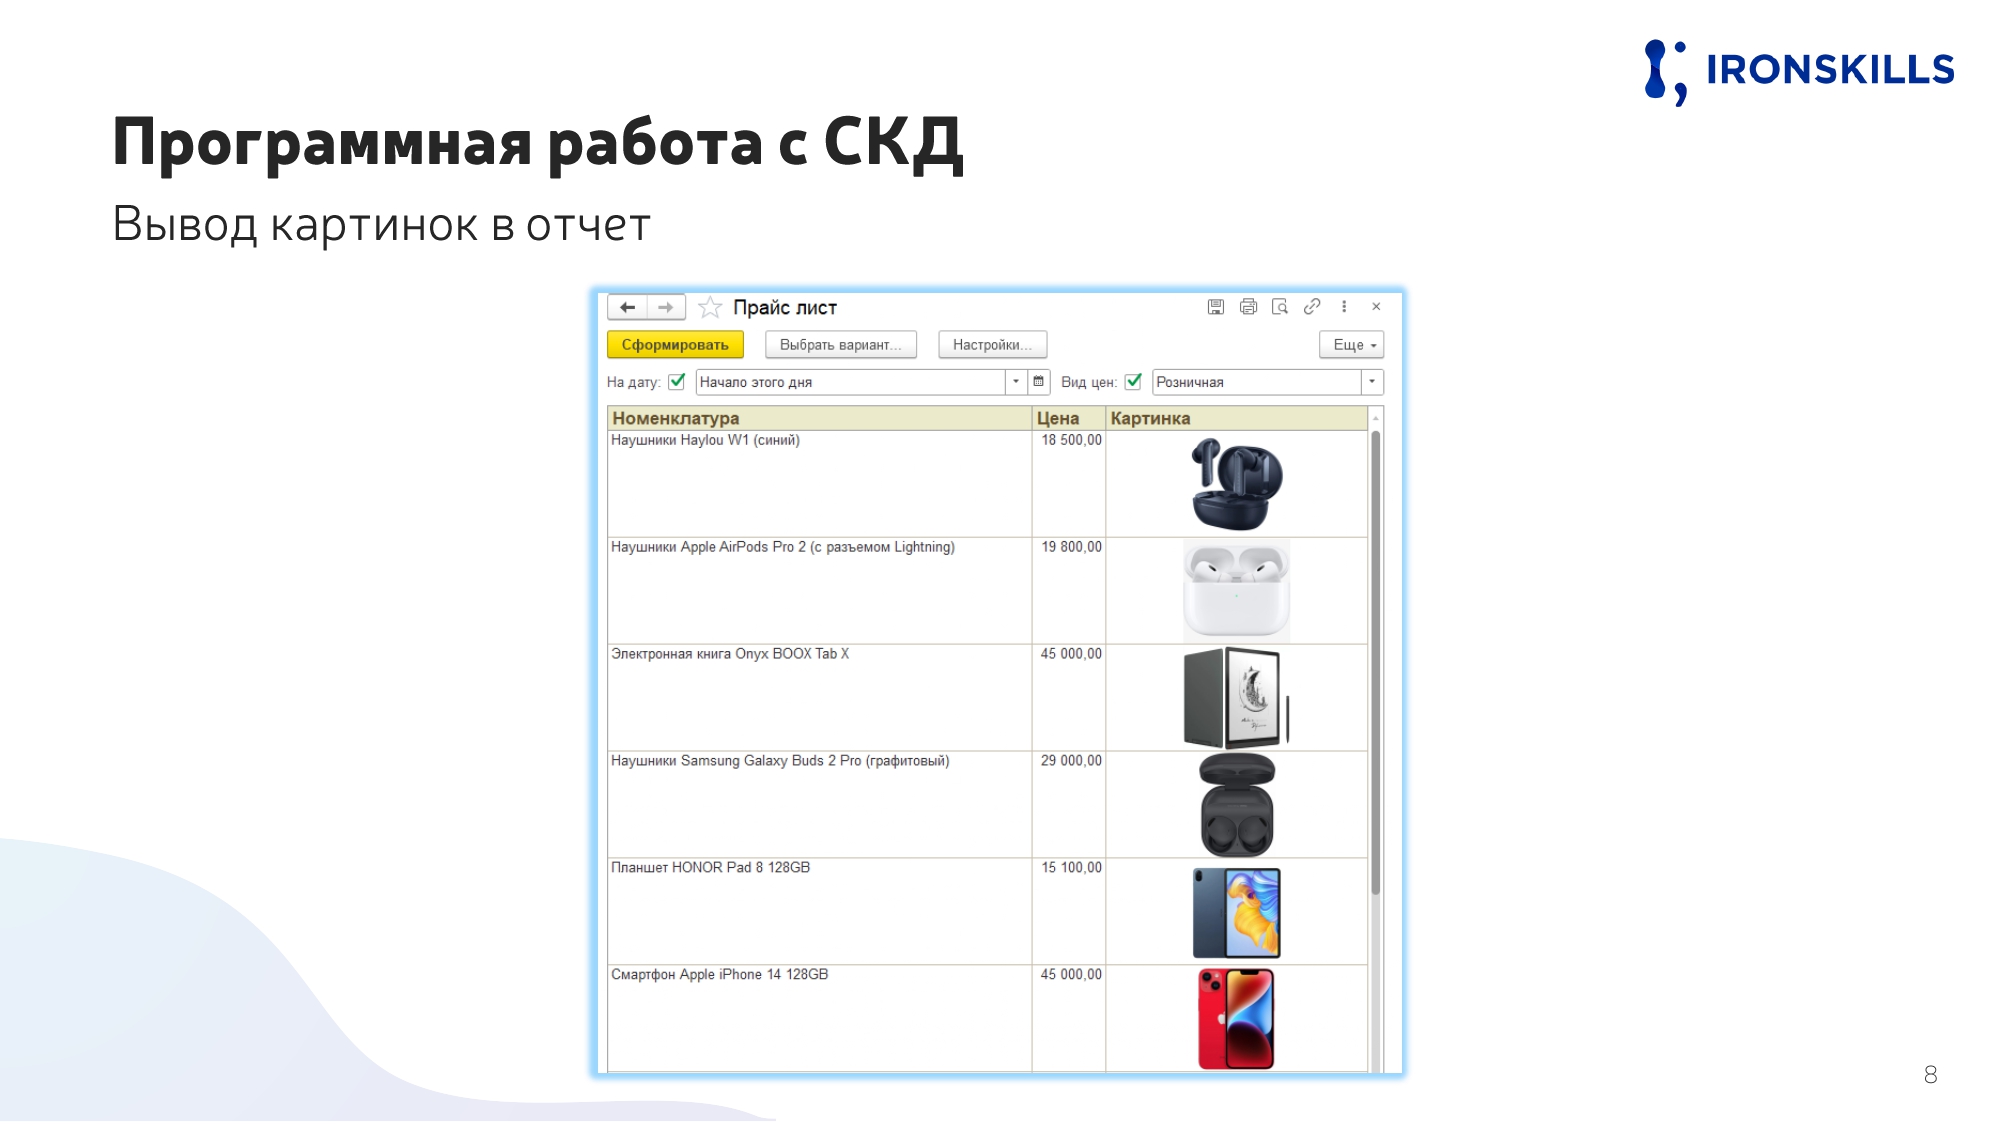 IRONSKILLS
Программная работа с СКД
Вывод картинок в отчет
Прайс лист
Сформировать Выбрать вариант... Настройки... Еще
На дату: Начало этого дня Вид цен: Розничная
Номенклатура Цена Картинка
Наушники Haylou W1 (синий) 18 500,00
Наушники Apple AirPods Pro 2 (с разъемом Lightning) 19 800,00
Электронная книга Onyx BOOX Tab X 45 000,00
Наушники Samsung Galaxy Buds 2 Pro (графитовый) 29 000,00
Планшет HONOR Pad 8 128GB 15 100,00
Смартфон Apple iPhone 14 128GB 45 000,00
8